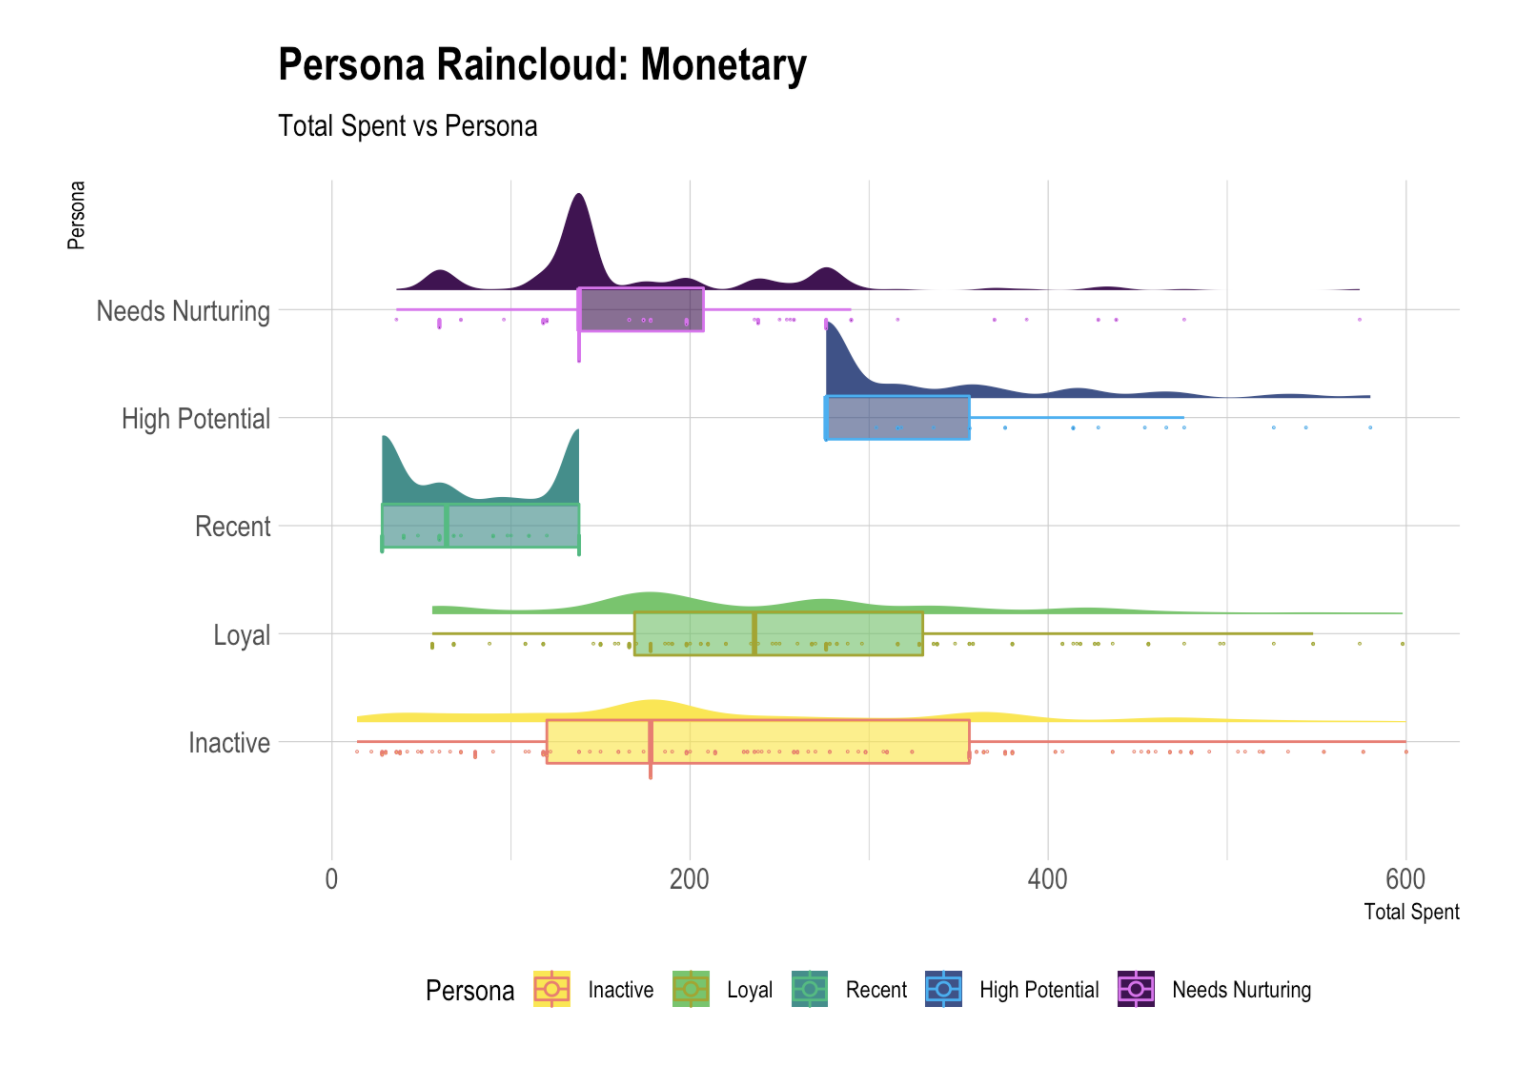 Persona Raincloud: Monetary
Total Spent vs Persona
Persona
Needs Nurturing
High Potential
Recent
Loyal
Inactive
0 200 400 600
Total Spent
Persona Inactive Loyal Recent High Potential Needs Nurturing